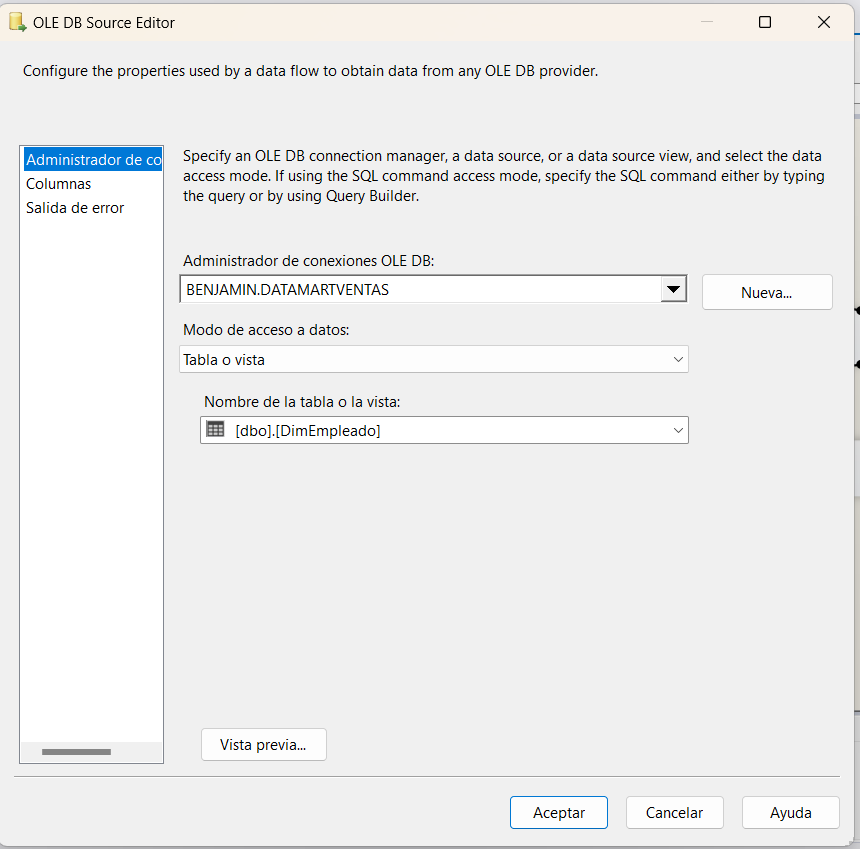 OLE DB Source Editor
Configure the properties used by a data flow to obtain data from any OLE DB provider.
Administrador de co
Columnas
Salida de error
Specify an OLE DB connection manager, a data source, or a data source view, and select the data
access mode. If using the SQL command access mode, specify the SQL command either by typing
the query or by using Query Builder.
Administrador de conexiones OLE DB:
BENJAMIN.DATAMARTVENTAS
Nueva...
Modo de acceso a datos:
Tabla o vista
Nombre de la tabla o la vista:
[dbo].[DimEmpleado]
Vista previa...
Aceptar
Cancelar
Ayuda